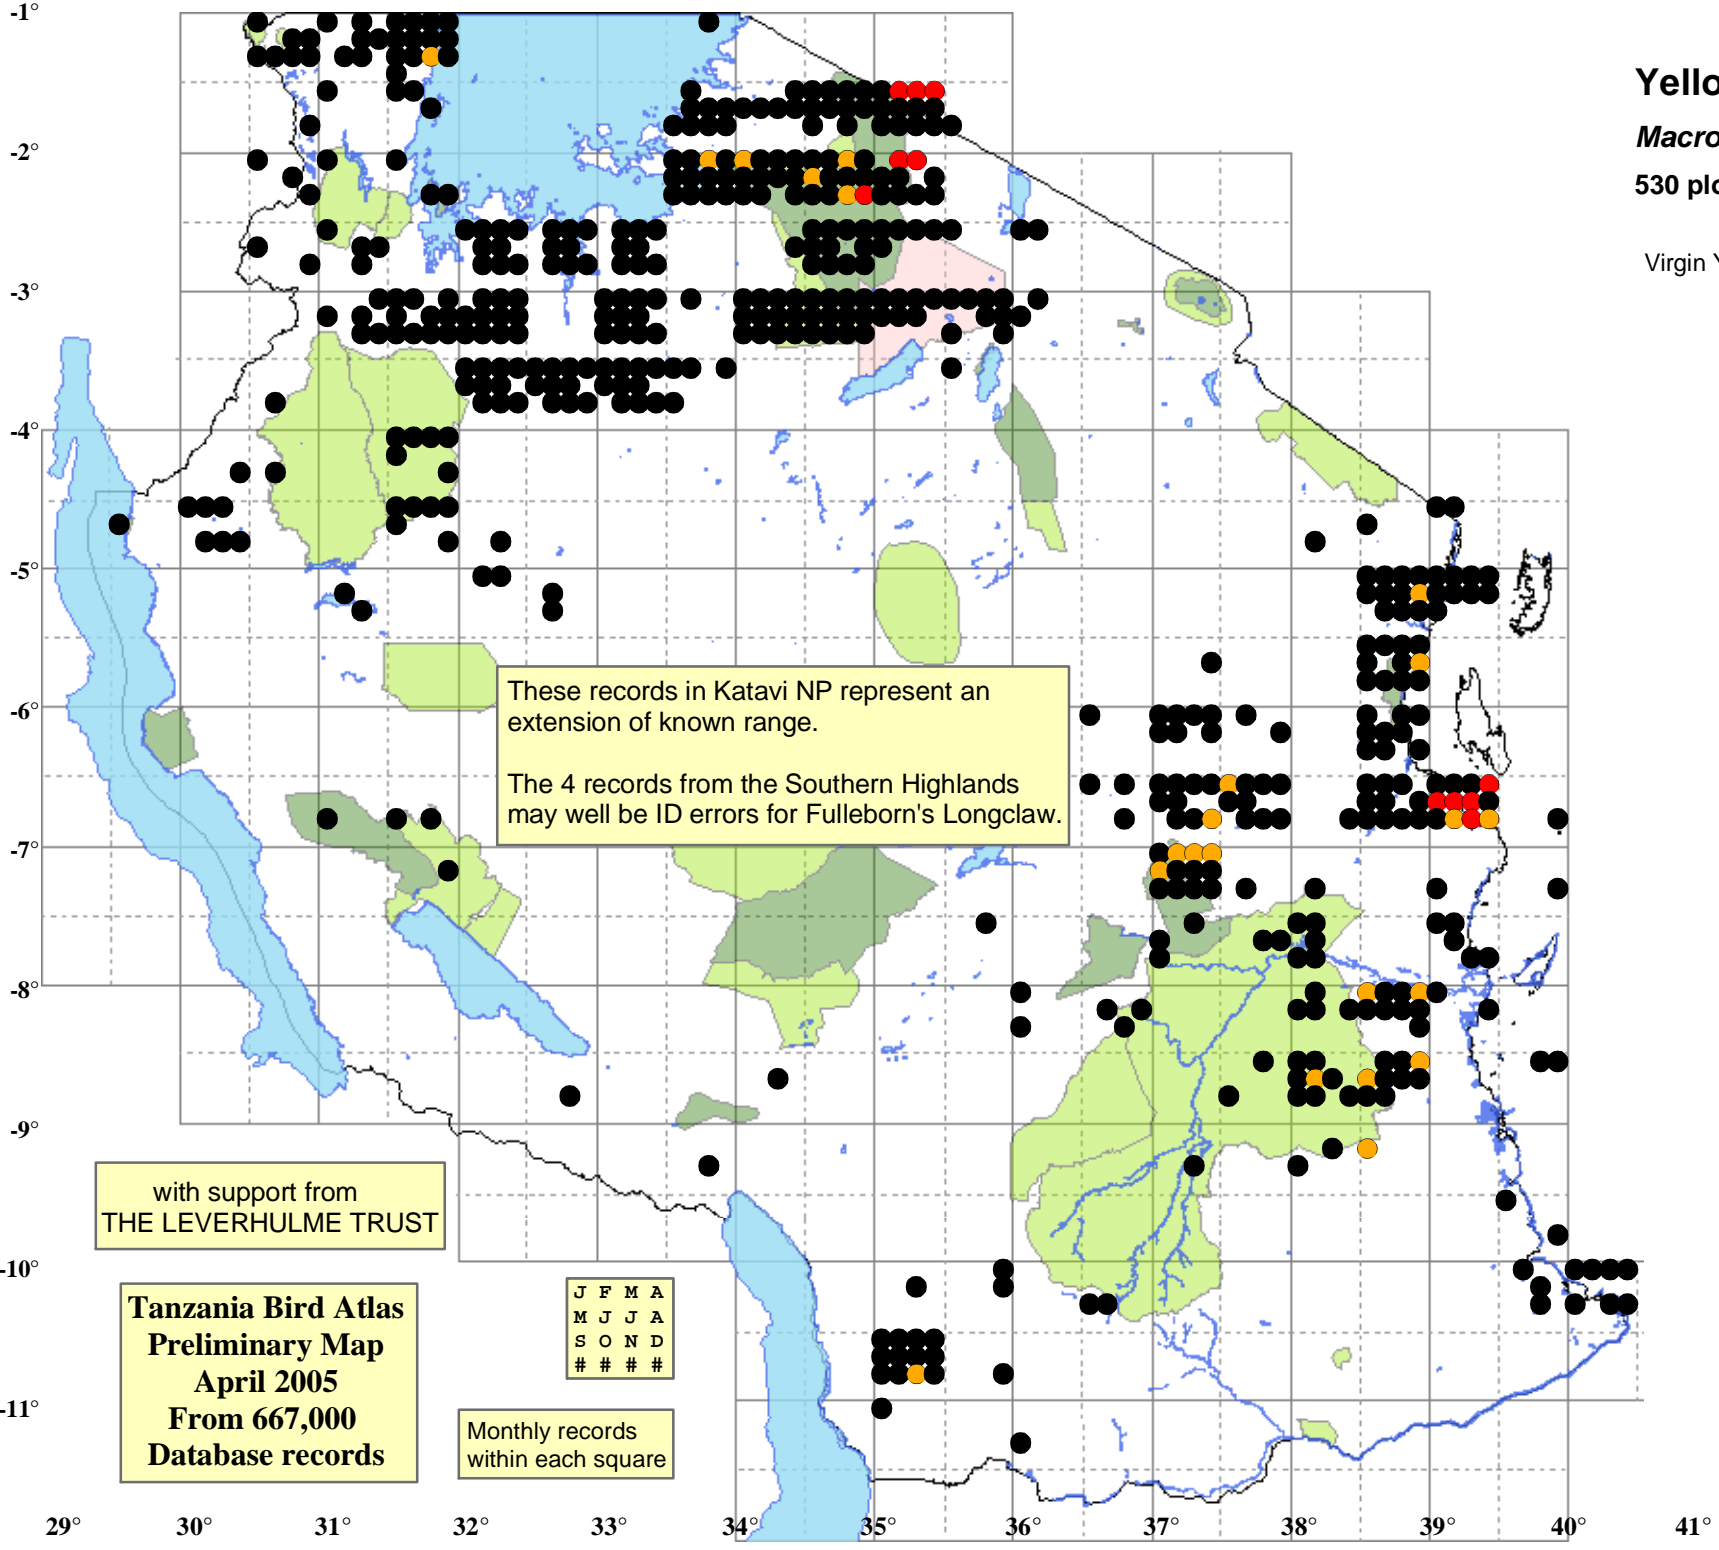 -1°
-2°
-3°
-4°
-5°
-6°
-7°
-8°
-9°
-10°
-11°
530
Virgin
These records in Katavi NP represent an
extension of known range.
The 4 records from the Southern Highlands
may well be ID errors for Fulleborn's Longclaw.
with support from
THE LEVERHULME TRUST
Tanzania Bird Atlas
Preliminary Map
April 2005
From 667,000
Database records
J F M A
M J J A
S O N D
# # # #
Monthly records
within each square
29° 30° 31° 32° 33° 34 35° 36° 37° 38° 39° 40° 41°